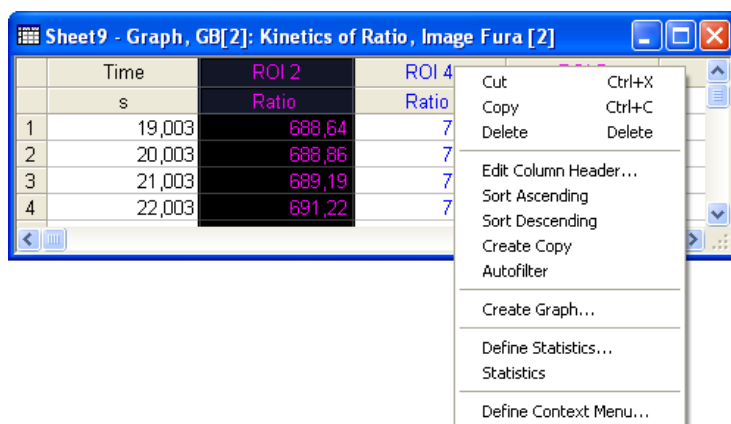 Sheet9 - Graph, GB[2]: Kinetics of Ratio, Image Fura [2]
Time ROI 2 ROI 4
s Ratio Ratio
1 19,003 688,64 7
2 20,003 688,86 7
3 21,003 689,19 7
4 22,003 691,22 7
Cut Ctrl+X
Copy Ctrl+C
Delete Delete
Edit Column Header...
Sort Ascending
Sort Descending
Create Copy
Autofilter
Create Graph...
Define Statistics...
Statistics
Define Context Menu...